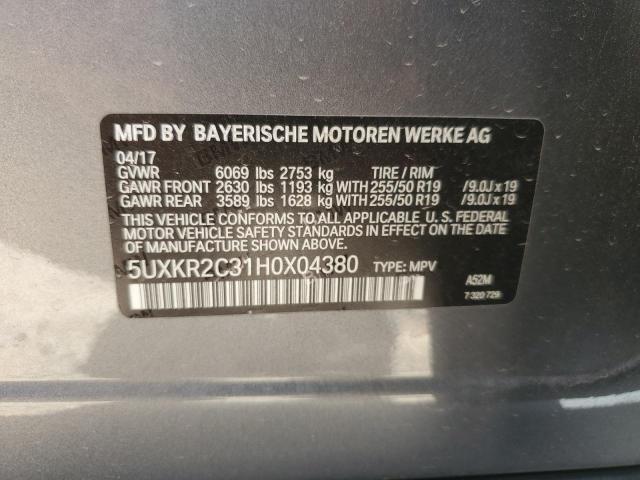 MFD BY BAYERISCHE MOTOREN WERKE AG
04/17
GVWR 6069 lbs 2753 kg TIRE / RIM
GAWR FRONT 2630 lbs 1193 kg WITH 255/50 R19 /9.0J x 19
GAWR REAR 3589 lbs 1628 kg WITH 255/50 R19 /9.0J x 19
THIS VEHICLE CONFORMS TO ALL APPLICABLE U. S. FEDERAL
MOTOR VEHICLE SAFETY STANDARDS IN EFFECT ON THE
DATE OF MANUFACTURE SHOWN ABOVE.
5UXKR2C31H0X04380 TYPE: MPV
A52M
7 320 729